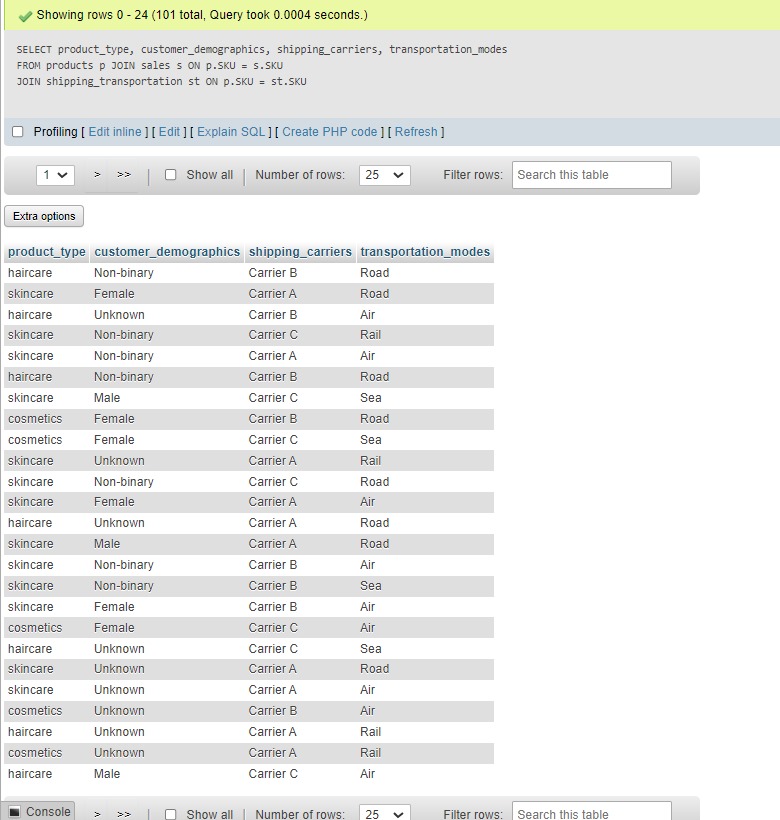 Showing rows 0 - 24 (101 total, Query took 0.0004 seconds.)
SELECT product_type, customer_demographics, shipping_carriers, transportation_modes
FROM products p JOIN sales s ON p.SKU = s.SKU
JOIN shipping_transportation st ON p.SKU = st.SKU
Profiling [ Edit inline ] [ Edit ] [ Explain SQL ] [ Create PHP code ] [ Refresh ]
1 > >> | Show all | Number of rows: 25 Filter rows: Search this table
Extra options
product_type customer_demographics shipping_carriers transportation_modes
haircare Non-binary Carrier B Road
skincare Female Carrier A Road
haircare Unknown Carrier B Air
skincare Non-binary Carrier C Rail
skincare Non-binary Carrier A Air
haircare Non-binary Carrier B Road
skincare Male Carrier C Sea
cosmetics Female Carrier B Road
cosmetics Female Carrier C Sea
skincare Unknown Carrier A Rail
skincare Non-binary Carrier C Road
skincare Female Carrier A Air
haircare Unknown Carrier A Road
skincare Male Carrier A Road
skincare Non-binary Carrier B Air
skincare Non-binary Carrier B Sea
skincare Female Carrier B Air
cosmetics Female Carrier C Air
haircare Unknown Carrier C Sea
skincare Unknown Carrier A Road
skincare Unknown Carrier A Air
cosmetics Unknown Carrier B Air
haircare Unknown Carrier A Rail
cosmetics Unknown Carrier A Rail
haircare Male Carrier C Air
Console > >> | Show all | Number of rows: 25 Filter rows: Search this table